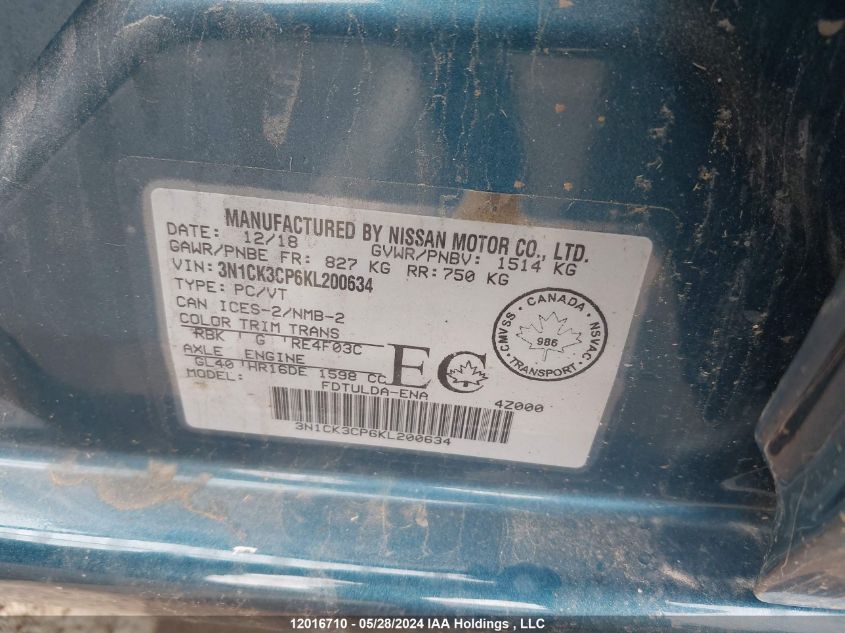 MANUFACTURED BY NISSAN MOTOR CO., LTD.
DATE: 12/18 GVWR/PNBV: 1514 KG
GAWR/PNBE FR: 827 KG RR: 750 KG
VIN: 3N1CK3CP6KL200634
TYPE: PC/VT
CAN ICES-2/NMB-2
COLOR TRIM TRANS
RBK G RE4F03C
AXLE ENGINE
GL40 HR16DE 1598 CC
MODEL: FDTULDA-ENA
4Z000
EC
CANADA
CMVSS
NSVAC
986
TRANSPORT
3N1CK3CP6KL200634
12016710 - 05/28/2024 IAA Holdings , LLC